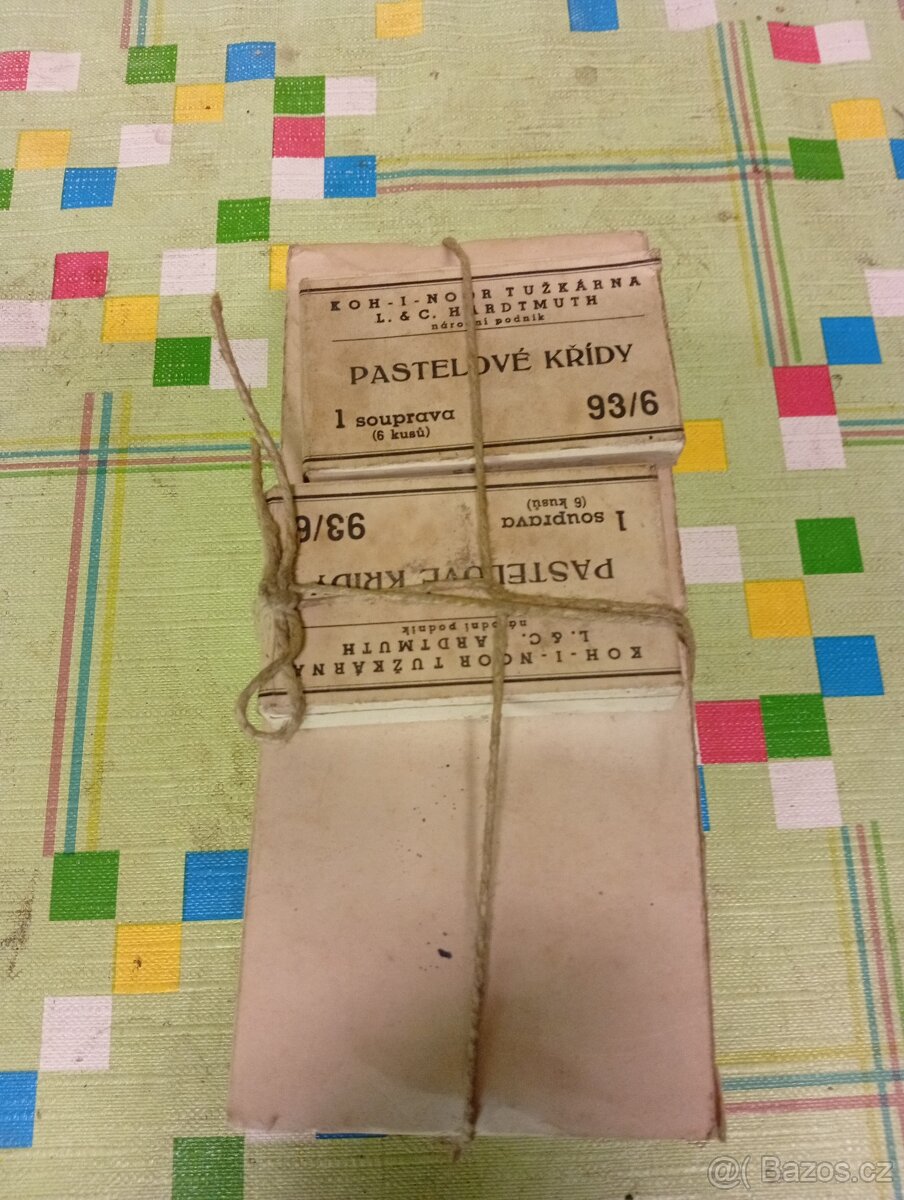 KOH-I-NOOR TUŽKÁRNA
L. & C. HARDTMUTH
národní podnik
PASTELOVÉ KŘÍDY
1 souprava 93/6
(6 kusů)
KOH-I-NOOR TUŽKÁRNA
L. & C. HARDTMUTH
národní podnik
PASTELOVÉ KŘÍDY
1 souprava 93/6
(6 kusů)
@( Bazos.cz